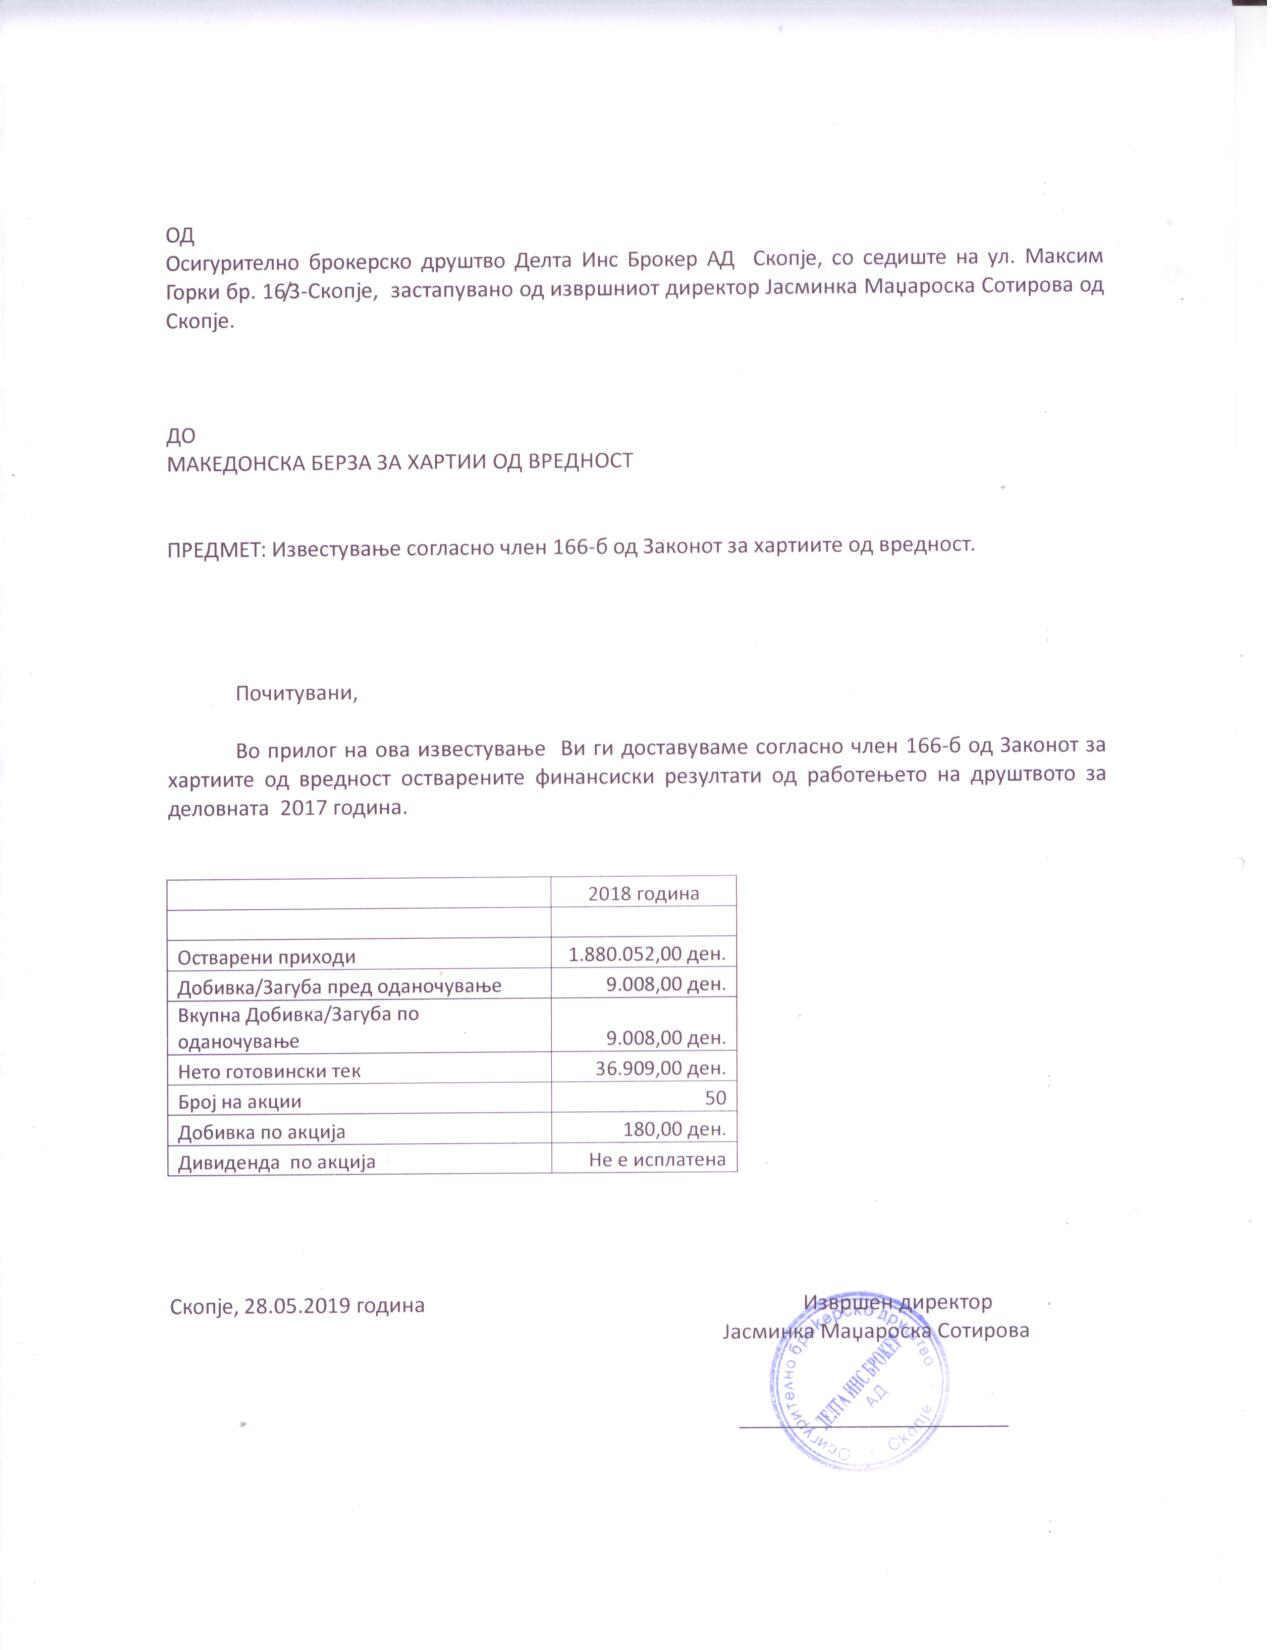 ОД
Осигурително брокерско друштво Делта Инс Брокер АД Скопје, со седиште на ул. Максим
Горки бр. 16/3-Скопје, застапувано од извршниот директор Јасминка Маџароска Сотирова од
Скопје.
ДО
МАКЕДОНСКА БЕРЗА ЗА ХАРТИИ ОД ВРЕДНОСТ
ПРЕДМЕТ: Известување согласно член 166-б од Законот за хартиите од вредност.
Почитувани,
Во прилог на ова известување Ви ги доставуваме согласно член 166-б од Законот за
хартиите од вредност остварените финансиски резултати од работењето на друштвото за
деловната 2017 година.
2018 година
Остварени приходи 1.880.052,00 ден.
Добивка/Загуба пред оданочување 9.008,00 ден.
Вкупна Добивка/Загуба по
оданочување 9.008,00 ден.
Нето готовински тек 36.909,00 ден.
Број на акции 50
Добивка по акција 180,00 ден.
Дивиденда по акција Не е исплатена
Скопје, 28.05.2019 година
Извршен директор
Јасминка Маџароска Сотирова
Осигурително брокерско друштво
ДЕЛТА ИНС БРОКЕР
АД
Скопје